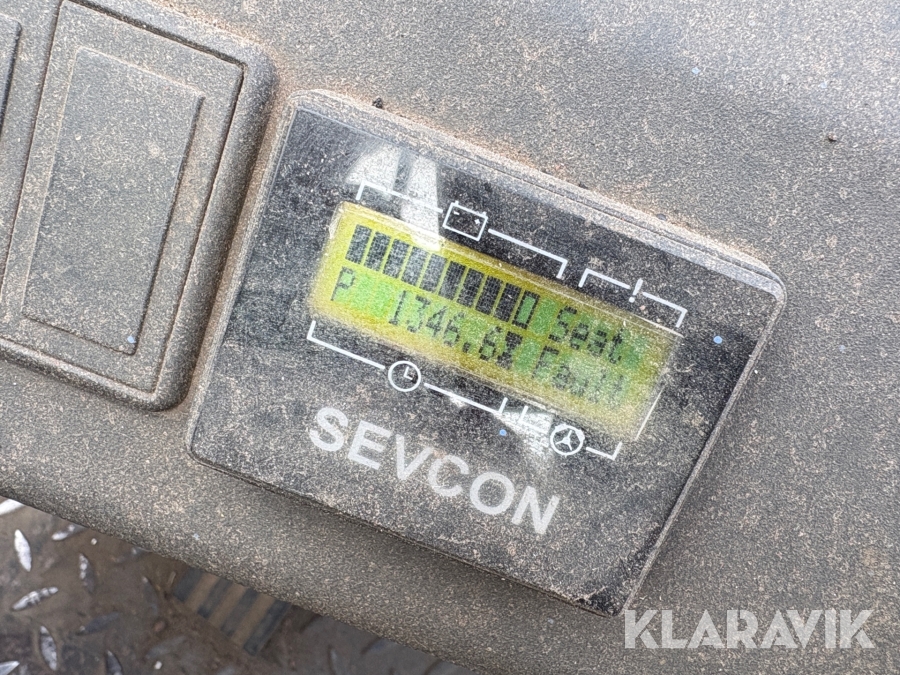 Seat
P 1346.6 Fault
SEVCON
KLARAVIK